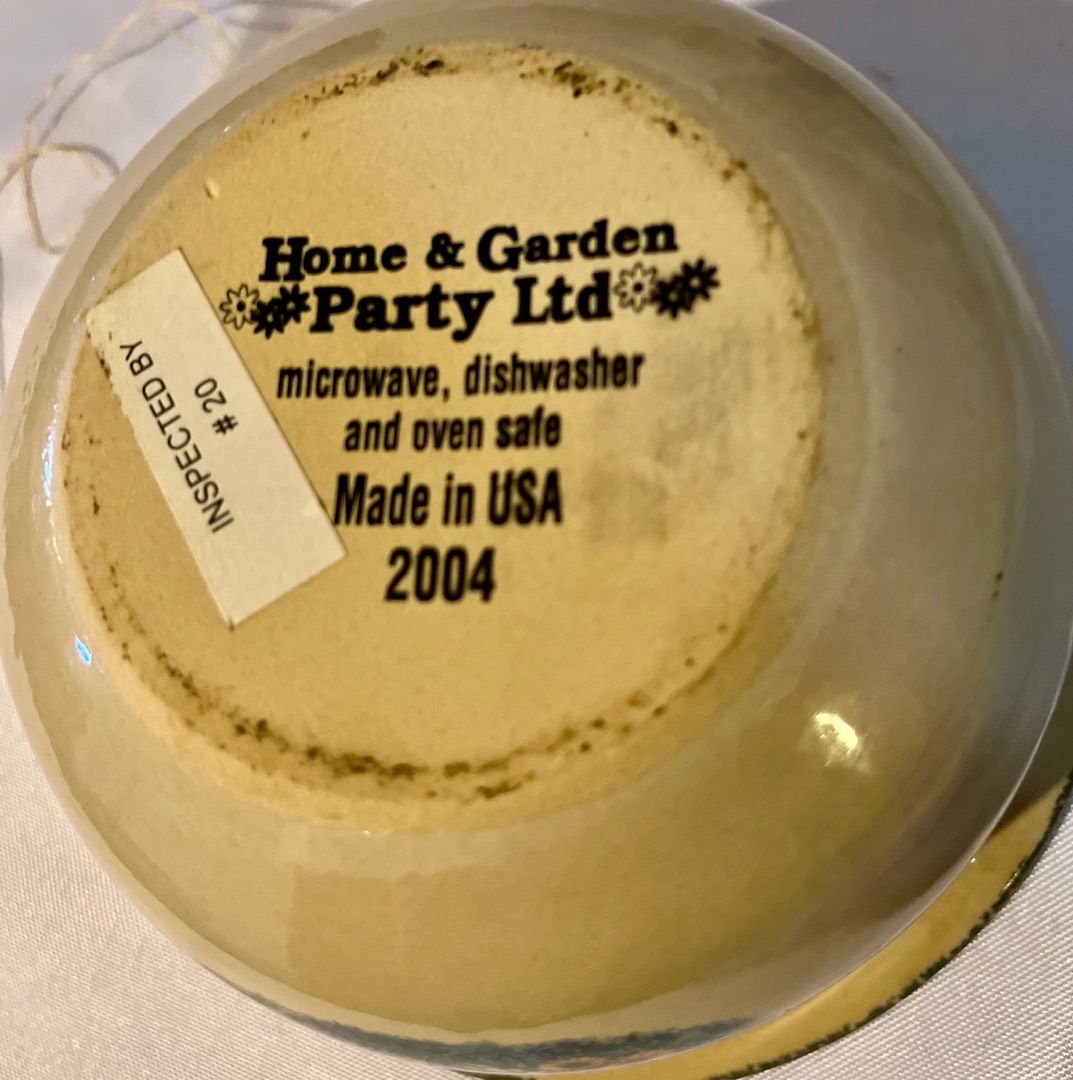 Home & Garden
Party Ltd
microwave, dishwasher
and oven safe
Made in USA
2004
INSPECTED BY
#20